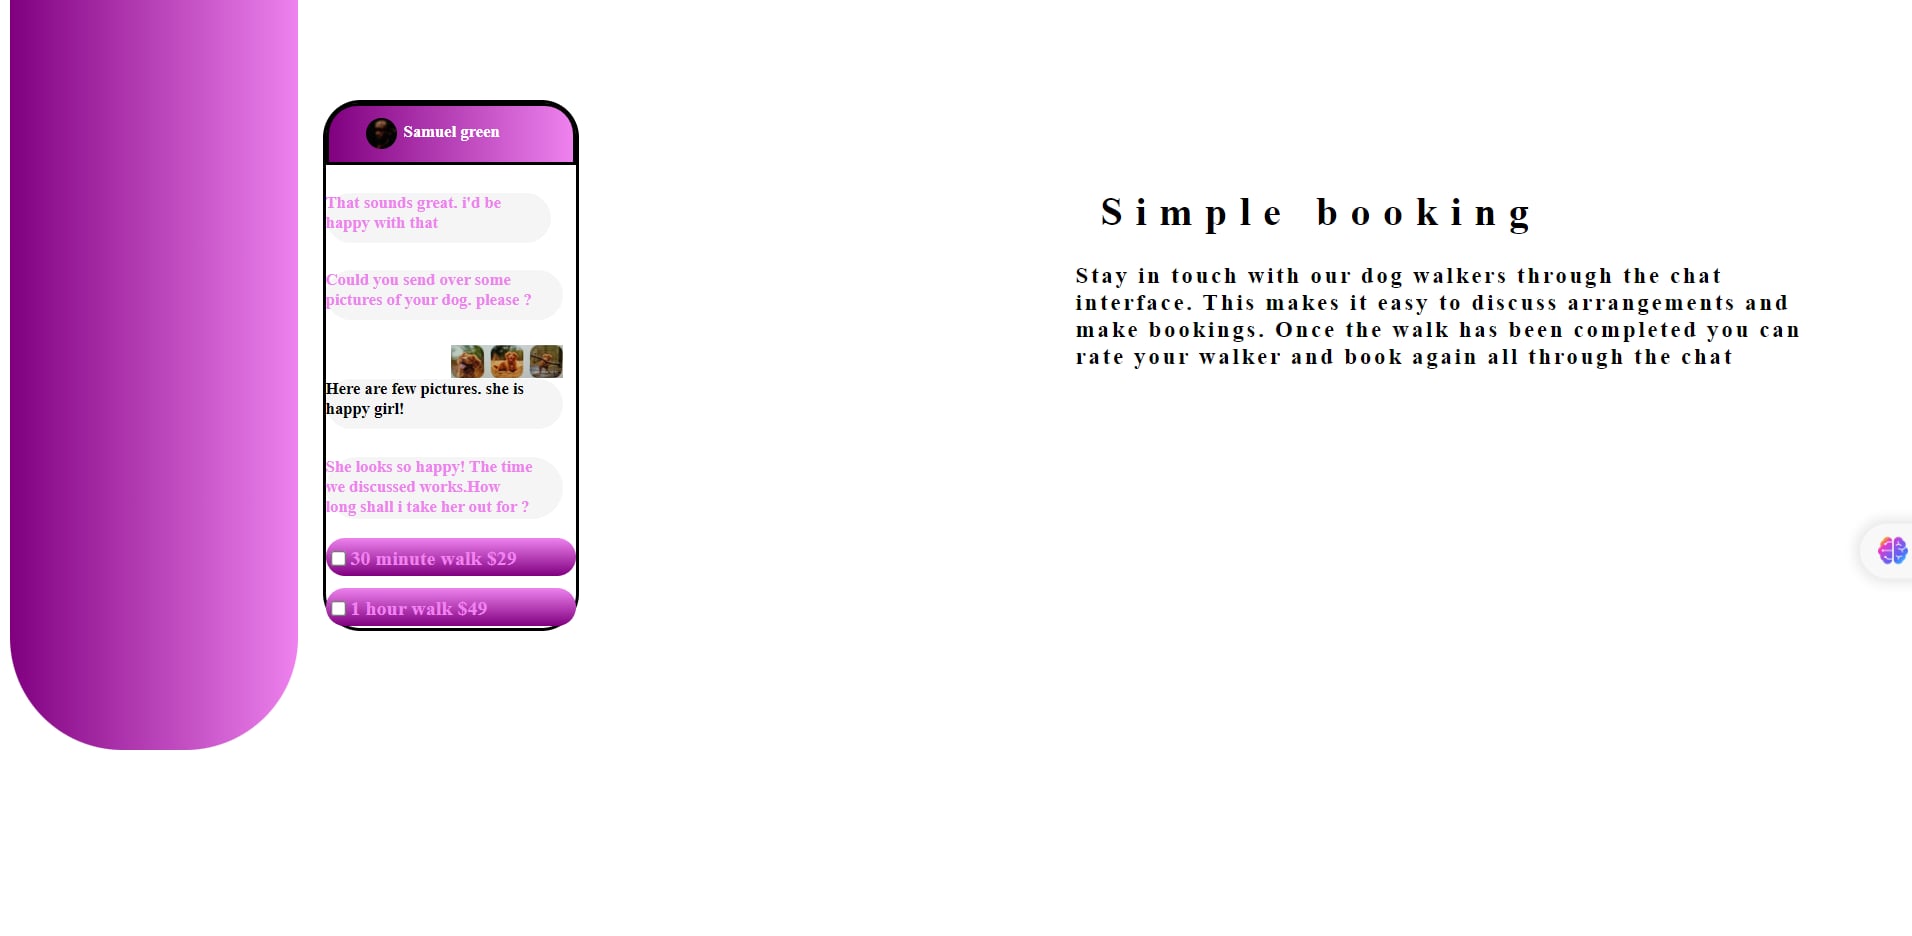 Samuel green
That sounds great. i'd be
happy with that
Could you send over some
pictures of your dog. please ?
Here are few pictures. she is
happy girl!
She looks so happy! The time
we discussed works.How
long shall i take her out for ?
30 minute walk $29
1 hour walk $49
Simple booking
Stay in touch with our dog walkers through the chat
interface. This makes it easy to discuss arrangements and
make bookings. Once the walk has been completed you can
rate your walker and book again all through the chat